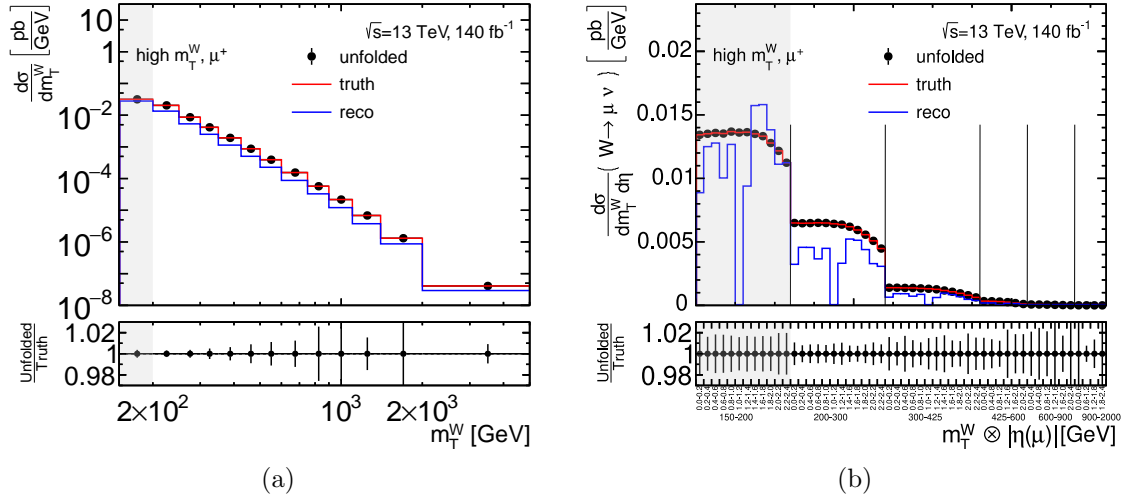 dσ/dm_T^W [pb/GeV]
10
1
10⁻²
10⁻⁴
10⁻⁶
10⁻⁸
√s=13 TeV, 140 fb⁻¹
high m_T^W, μ⁺
unfolded
truth
reco
Unfolded/Truth
1.02
1
0.98
2×10²
10³
2×10³
m_T^W [GeV]
(a)
dσ/dm_T^W dη (W→ μ ν) [pb/GeV]
0.02
0.015
0.01
0.005
0
√s=13 TeV, 140 fb⁻¹
high m_T^W, μ⁺
unfolded
truth
reco
Unfolded/Truth
1.02
1
0.98
150-200
200-300
300-425
425-600
600-900
900-2000
m_T^W ⊗ |η(μ)| [GeV]
(b)